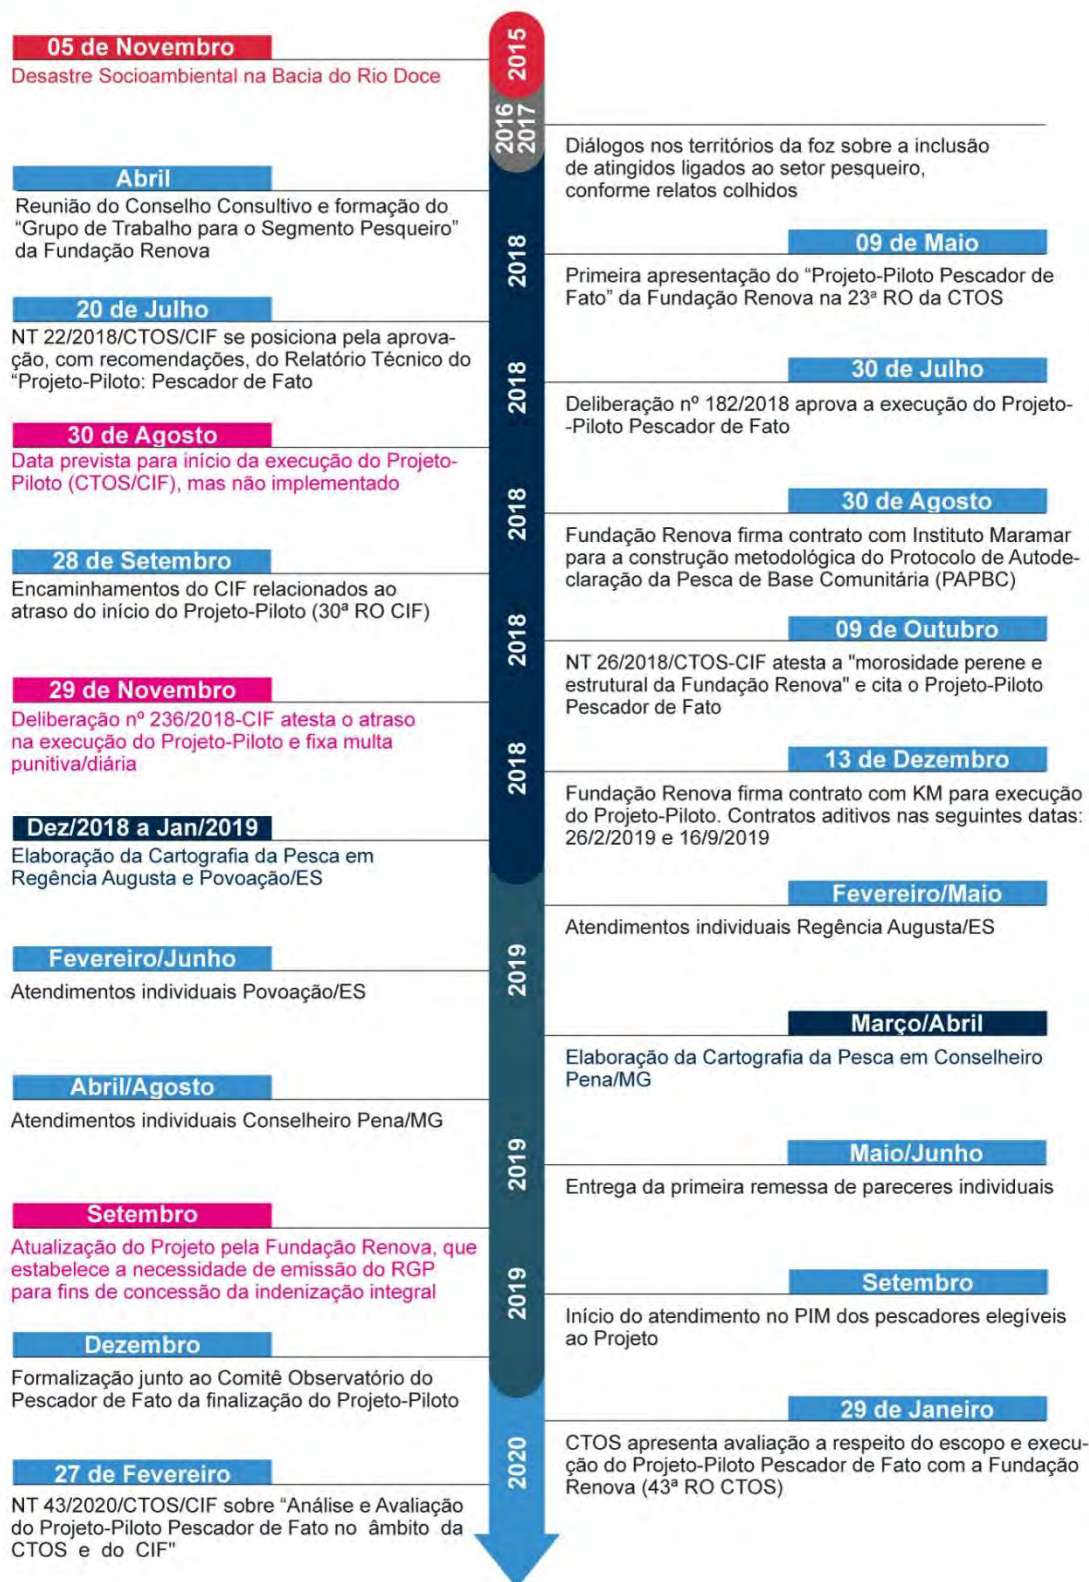 05 de Novembro
Desastre Socioambiental na Bacia do Rio Doce
2015
2016
2017
Diálogos nos territórios da foz sobre a inclusão
de atingidos ligados ao setor pesqueiro,
conforme relatos colhidos
Abril
Reunião do Conselho Consultivo e formação do
“Grupo de Trabalho para o Segmento Pesqueiro”
da Fundação Renova
2018
09 de Maio
Primeira apresentação do “Projeto-Piloto Pescador de
Fato” da Fundação Renova na 23ª RO da CTOS
20 de Julho
NT 22/2018/CTOS/CIF se posiciona pela aprova-
ção, com recomendações, do Relatório Técnico do
“Projeto-Piloto: Pescador de Fato
2018
30 de Julho
Deliberação nº 182/2018 aprova a execução do Projeto-
-Piloto Pescador de Fato
30 de Agosto
Data prevista para início da execução do Projeto-
Piloto (CTOS/CIF), mas não implementado
2018
30 de Agosto
Fundação Renova firma contrato com Instituto Maramar
para a construção metodológica do Protocolo de Autode-
claração da Pesca de Base Comunitária (PAPBC)
28 de Setembro
Encaminhamentos do CIF relacionados ao
atraso do início do Projeto-Piloto (30ª RO CIF)
2018
09 de Outubro
NT 26/2018/CTOS-CIF atesta a "morosidade perene e
estrutural da Fundação Renova" e cita o Projeto-Piloto
Pescador de Fato
29 de Novembro
Deliberação nº 236/2018-CIF atesta o atraso
na execução do Projeto-Piloto e fixa multa
punitiva/diária
2018
13 de Dezembro
Fundação Renova firma contrato com KM para execução
do Projeto-Piloto. Contratos aditivos nas seguintes datas:
26/2/2019 e 16/9/2019
Dez/2018 a Jan/2019
Elaboração da Cartografia da Pesca em
Regência Augusta e Povoação/ES
Fevereiro/Maio
Atendimentos individuais Regência Augusta/ES
Fevereiro/Junho
Atendimentos individuais Povoação/ES
2019
Março/Abril
Elaboração da Cartografia da Pesca em Conselheiro
Pena/MG
Abril/Agosto
Atendimentos individuais Conselheiro Pena/MG
2019
Maio/Junho
Entrega da primeira remessa de pareceres individuais
Setembro
Atualização do Projeto pela Fundação Renova, que
estabelece a necessidade de emissão do RGP
para fins de concessão da indenização integral
2019
Setembro
Início do atendimento no PIM dos pescadores elegíveis
ao Projeto
Dezembro
Formalização junto ao Comitê Observatório do
Pescador de Fato da finalização do Projeto-Piloto
2020
29 de Janeiro
CTOS apresenta avaliação a respeito do escopo e execu-
ção do Projeto-Piloto Pescador de Fato com a Fundação
Renova (43ª RO CTOS)
27 de Fevereiro
NT 43/2020/CTOS/CIF sobre “Análise e Avaliação
do Projeto-Piloto Pescador de Fato no âmbito da
CTOS e do CIF"